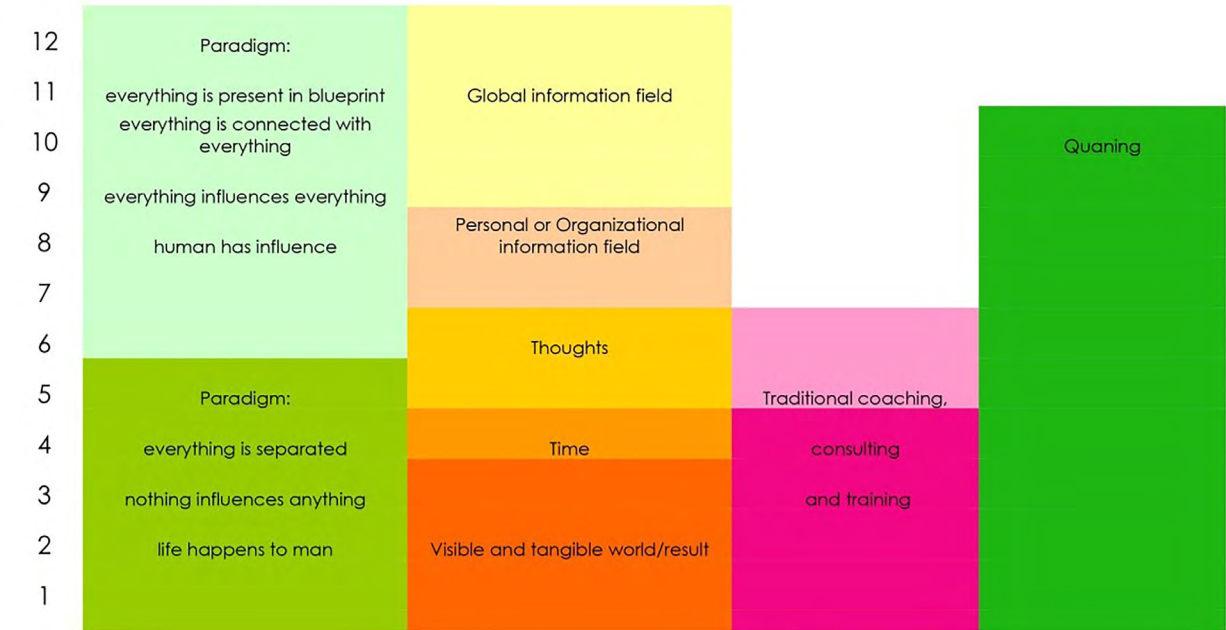 12
Paradigm:
11
everything is present in blueprint
Global information field
everything is connected with
10
everything
Quaning
9
everything influences everything
Personal or Organizational
8
human has influence
information field
7
6
Thoughts
5
Paradigm:
Traditional coaching,
4
everything is separated
Time
consulting
3
nothing influences anything
and training
2
life happens to man
Visible and tangible world/result
1